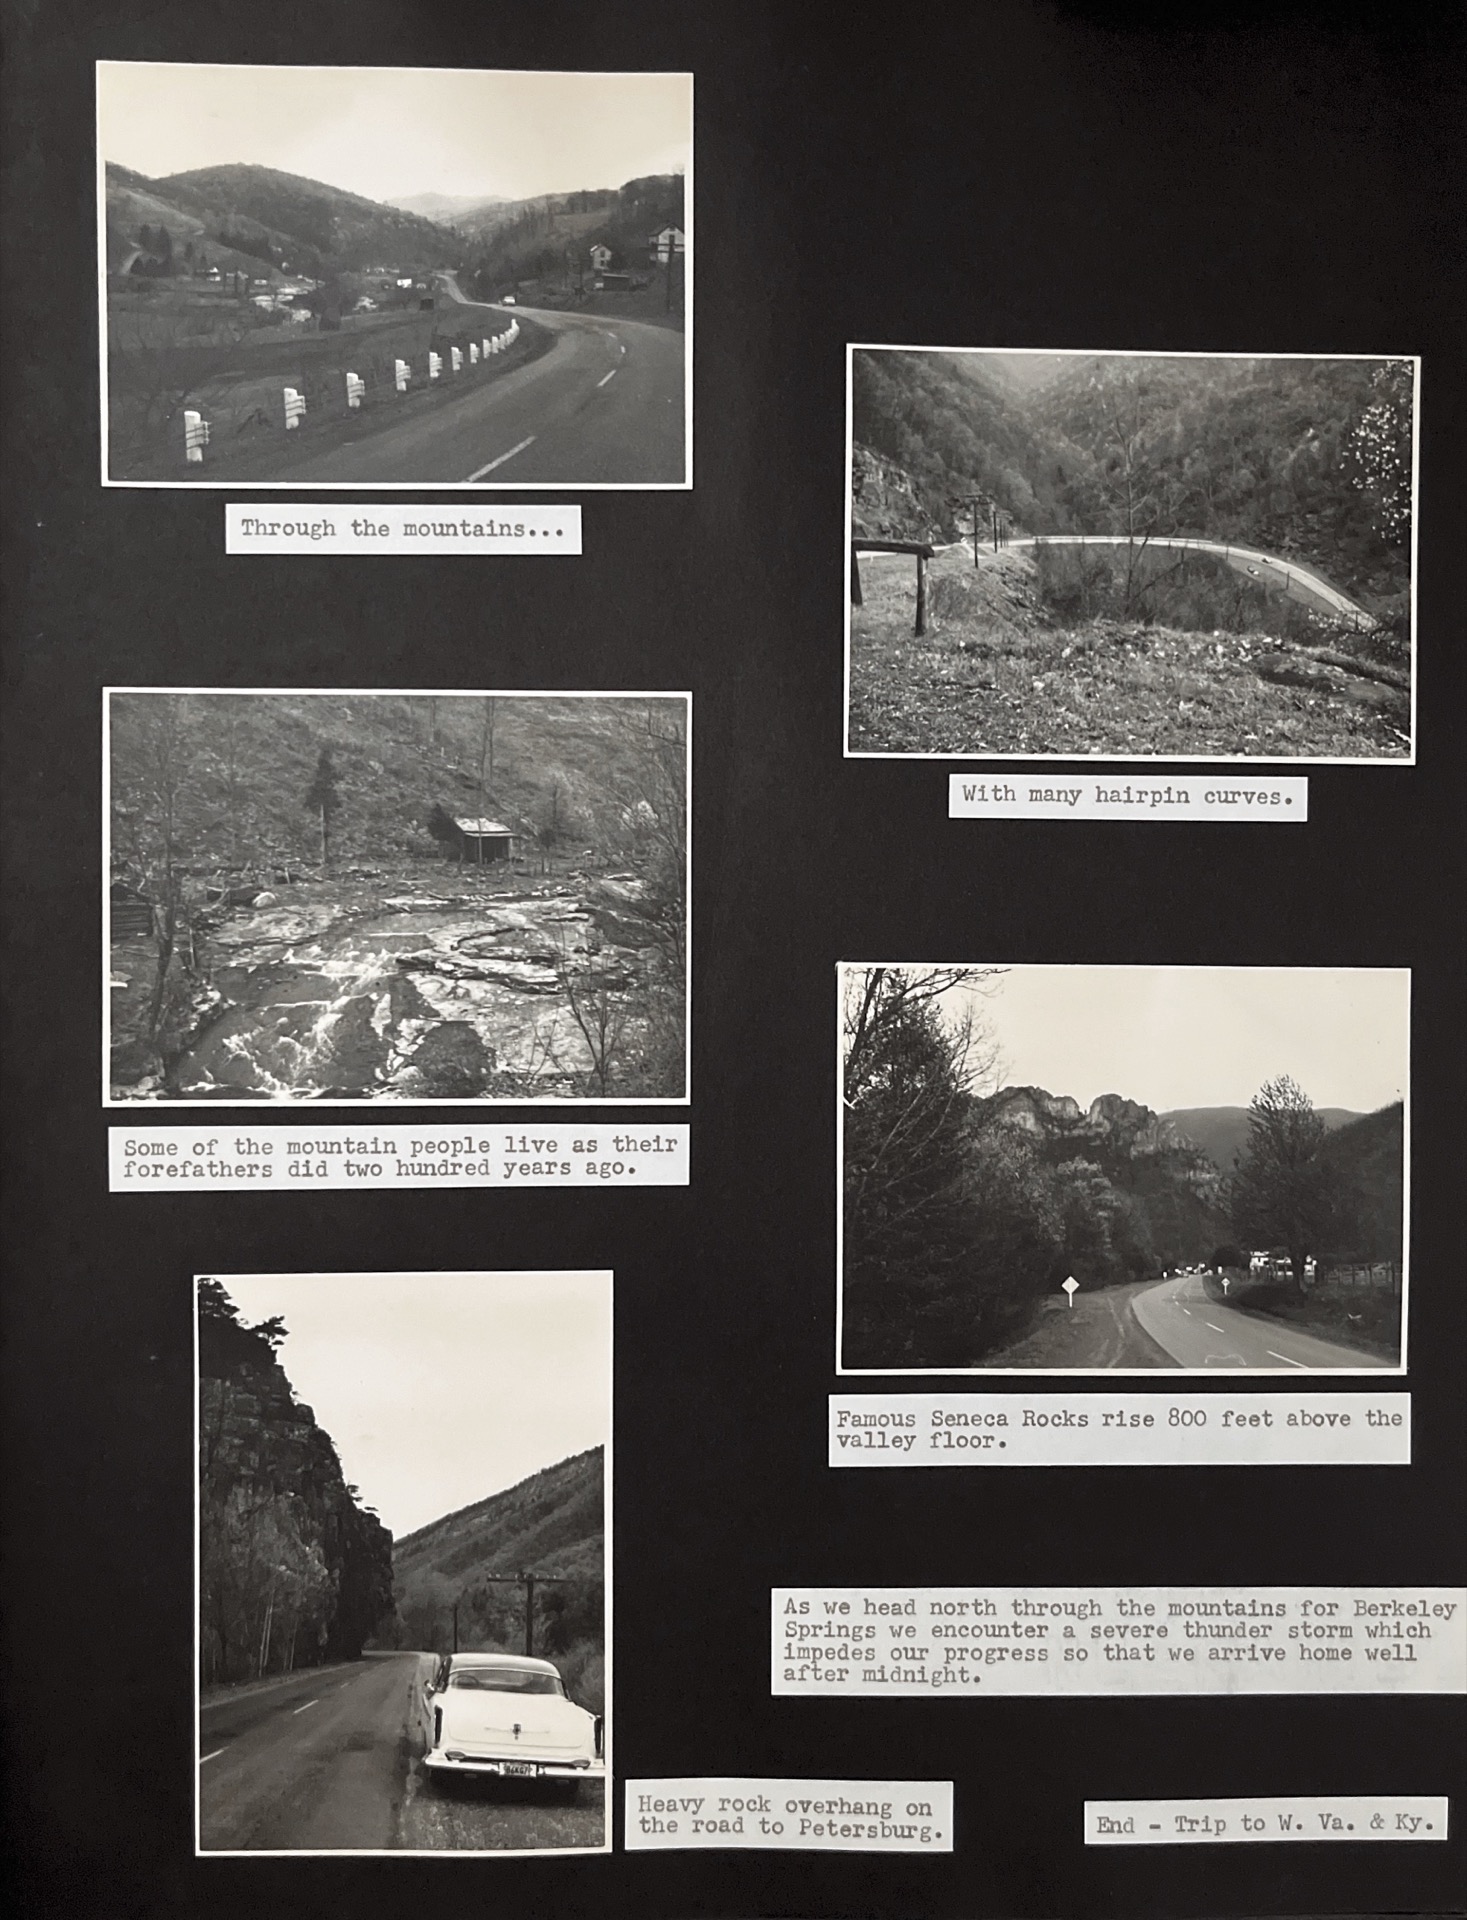 Through the mountains...
With many hairpin curves.
Some of the mountain people live as their
forefathers did two hundred years ago.
Famous Seneca Rocks rise 800 feet above the
valley floor.
As we head north through the mountains for Berkeley
Springs we encounter a severe thunder storm which
impedes our progress so that we arrive home well
after midnight.
Heavy rock overhang on
the road to Petersburg.
End - Trip to W. Va. & Ky.